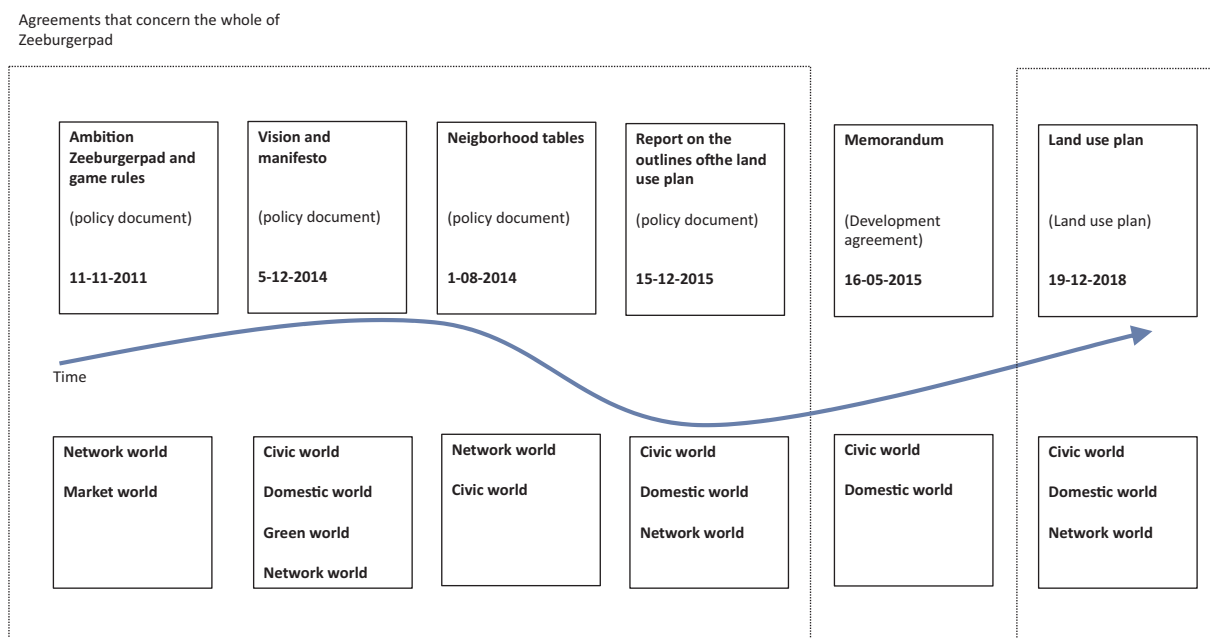 Agreements that concern the whole of
Zeeburgerpad
Ambition
Zeeburgerpad and
game rules
(policy document)
11-11-2011
Vision and
manifesto
(policy document)
5-12-2014
Neigborhood tables
(policy document)
1-08-2014
Report on the
outlines ofthe land
use plan
(policy document)
15-12-2015
Memorandum
(Development
agreement)
16-05-2015
Land use plan
(Land use plan)
19-12-2018
Time
Network world
Market world
Civic world
Domestic world
Green world
Network world
Network world
Civic world
Civic world
Domestic world
Network world
Civic world
Domestic world
Civic world
Domestic world
Network world